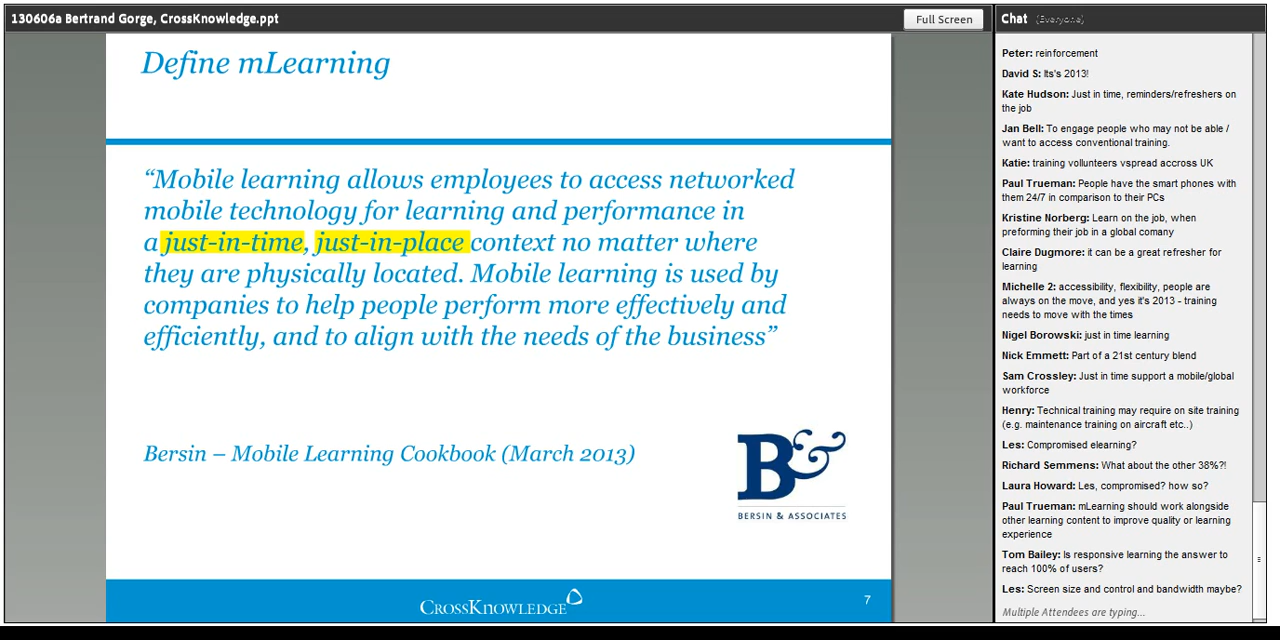 130606a Bertrand Gorge, CrossKnowledge.ppt
Full Screen
Define mLearning
“Mobile learning allows employees to access networked
mobile technology for learning and performance in
a just-in-time, just-in-place context no matter where
they are physically located. Mobile learning is used by
companies to help people perform more effectively and
efficiently, and to align with the needs of the business”
Bersin – Mobile Learning Cookbook (March 2013)
B&
BERSIN & ASSOCIATES
CROSSKNOWLEDGE
7
Chat (Everyone)
Peter: reinforcement
David S: Its's 2013!
Kate Hudson: Just in time, reminders/refreshers on
the job
Jan Bell: To engage people who may not be able /
want to access conventional training.
Katie: training volunteers vspread accross UK
Paul Trueman: People have the smart phones with
them 24/7 in comparison to their PCs
Kristine Norberg: Learn on the job, when
preforming their job in a global comany
Claire Dugmore: it can be a great refresher for
learning
Michelle 2: accessibility, flexibility, people are
always on the move, and yes it's 2013 - training
needs to move with the times
Nigel Borowski: just in time learning
Nick Emmett: Part of a 21st century blend
Sam Crossley: Just in time support a mobile/global
workforce
Henry: Technical training may require on site training
(e.g. maintenance training on aircraft etc..)
Les: Compromised elearning?
Richard Semmens: What about the other 38%?!
Laura Howard: Les, compromised? how so?
Paul Trueman: mLearning should work alongside
other learning content to improve quality or learning
experience
Tom Bailey: Is responsive learning the answer to
reach 100% of users?
Les: Screen size and control and bandwidth maybe?
Multiple Attendees are typing...